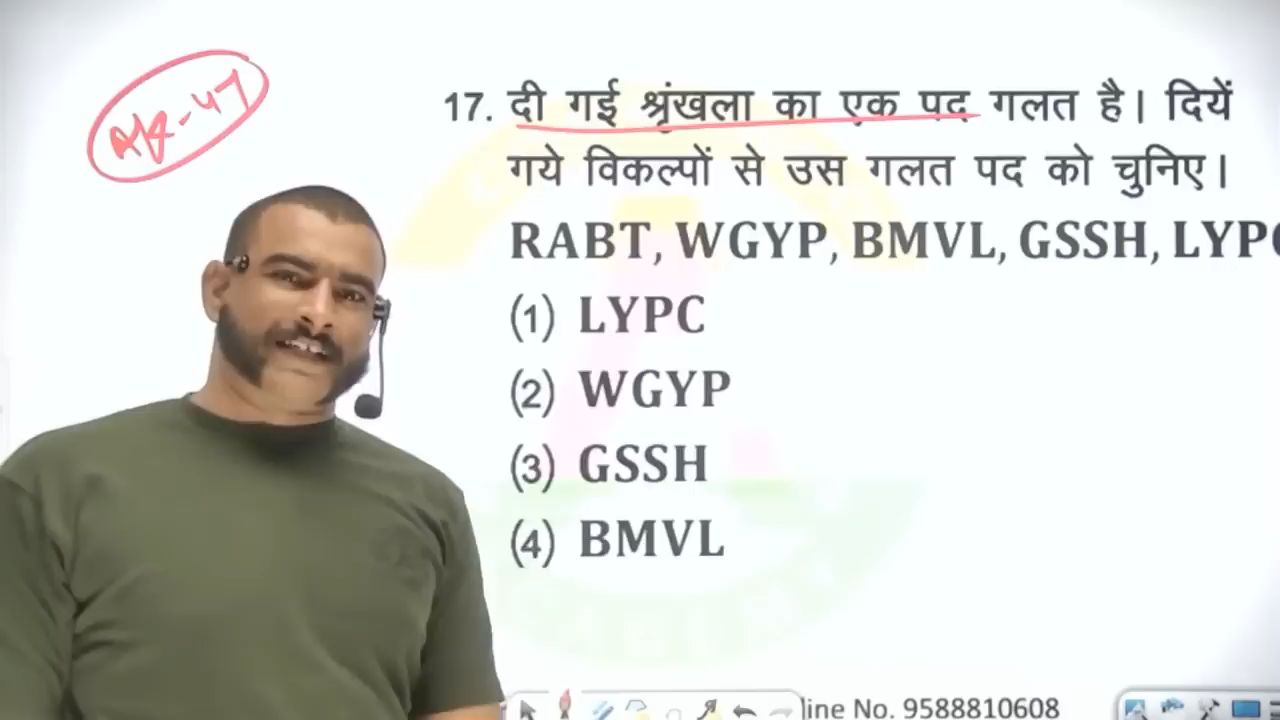 17. दी गई श्रृंखला का एक पद गलत है। दियें
गये विकल्पों से उस गलत पद को चुनिए।
RABT, WGYP, BMVL, GSSH, LYPC
(1) LYPC
(2) WGYP
(3) GSSH
(4) BMVL
line No. 9588810608